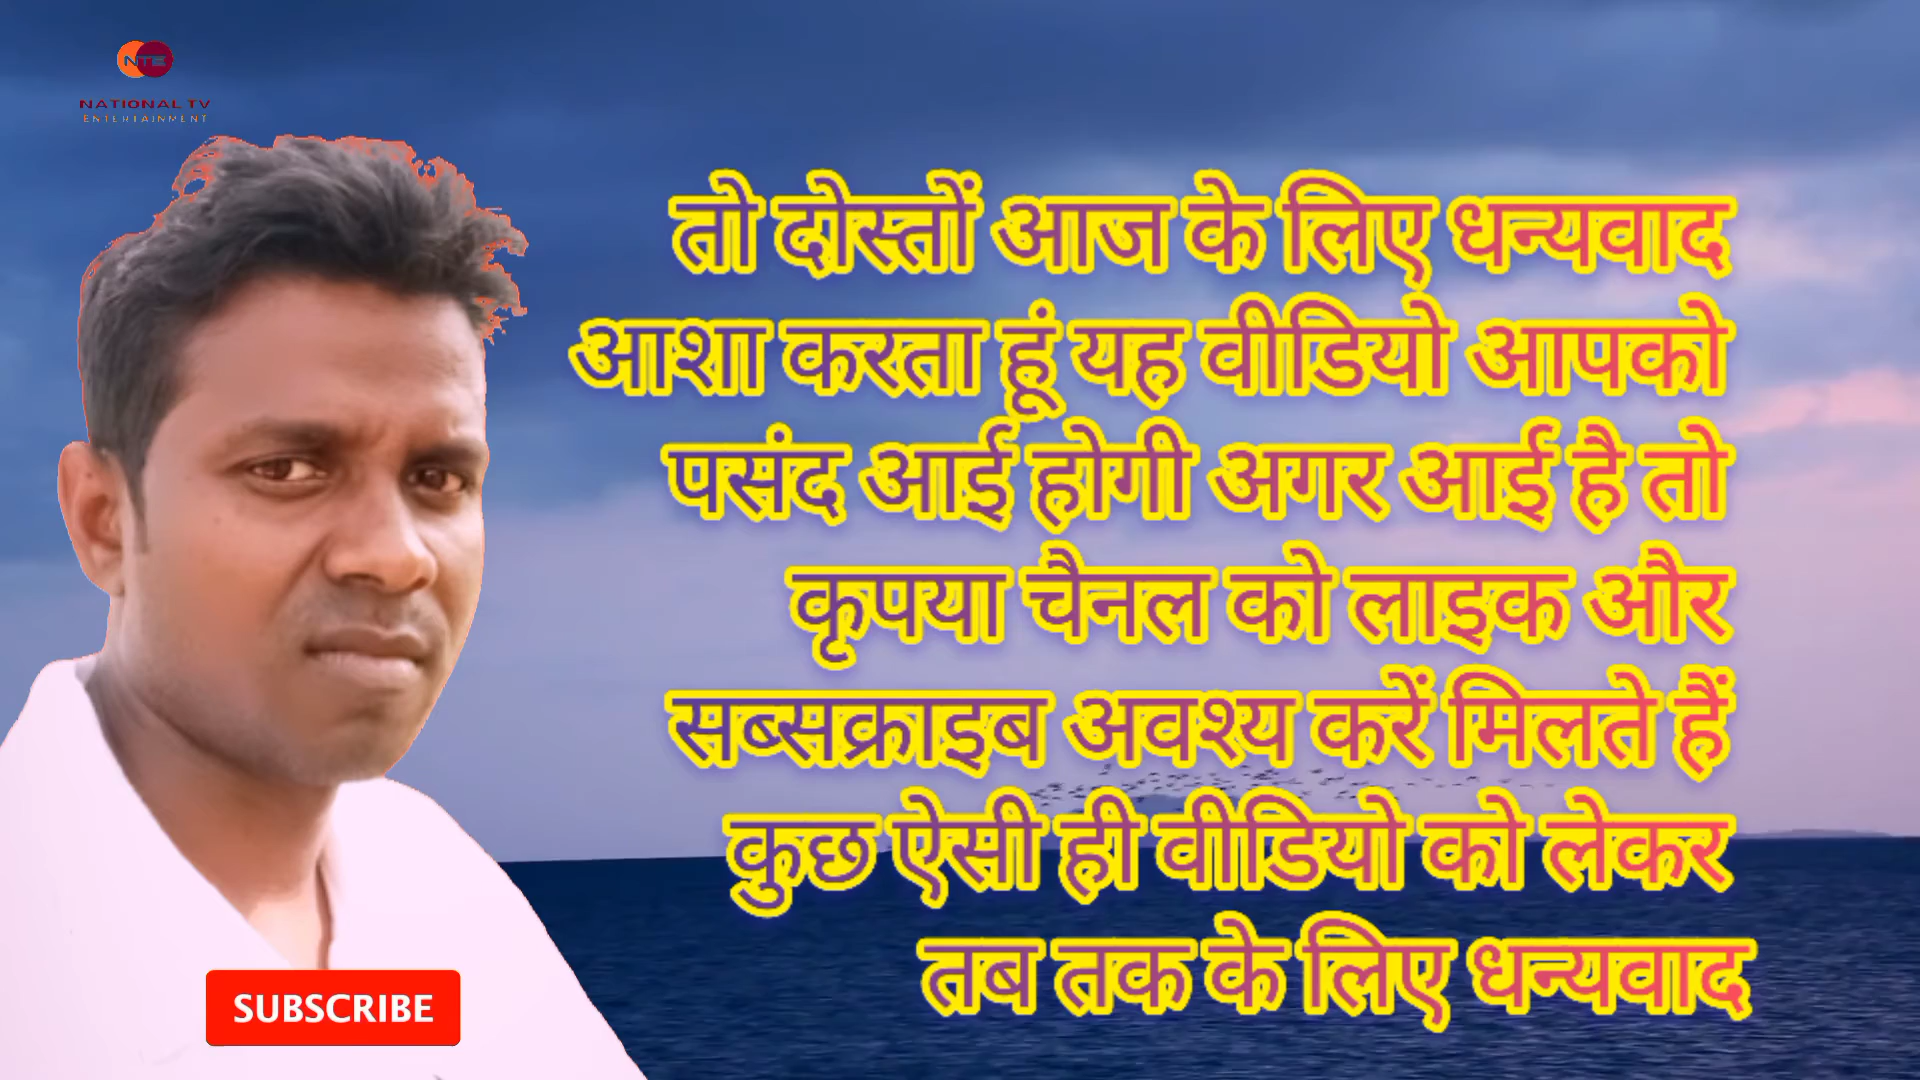 NTE
NATIONAL TV
ENTERTAINMENT
तो दोस्तों आज के लिए धन्यवाद
आशा करता हूं यह वीडियो आपको
पसंद आई होगी अगर आई है तो
कृपया चैनल को लाइक और
सब्सक्राइब अवश्य करें मिलते हैं
कुछ ऐसी ही वीडियो को लेकर
तब तक के लिए धन्यवाद
SUBSCRIBE